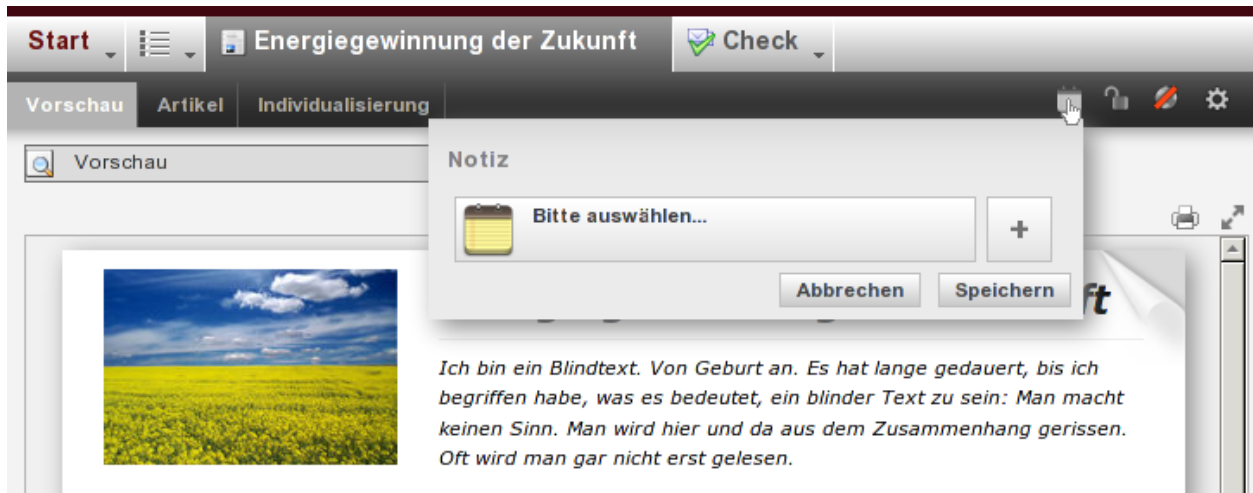 Start
Energiegewinnung der Zukunft
Check
Vorschau
Artikel
Individualisierung
Vorschau
Notiz
Bitte auswählen...
+
Abbrechen
Speichern
ft
Ich bin ein Blindtext. Von Geburt an. Es hat lange gedauert, bis ich
begriffen habe, was es bedeutet, ein blinder Text zu sein: Man macht
keinen Sinn. Man wird hier und da aus dem Zusammenhang gerissen.
Oft wird man gar nicht erst gelesen.